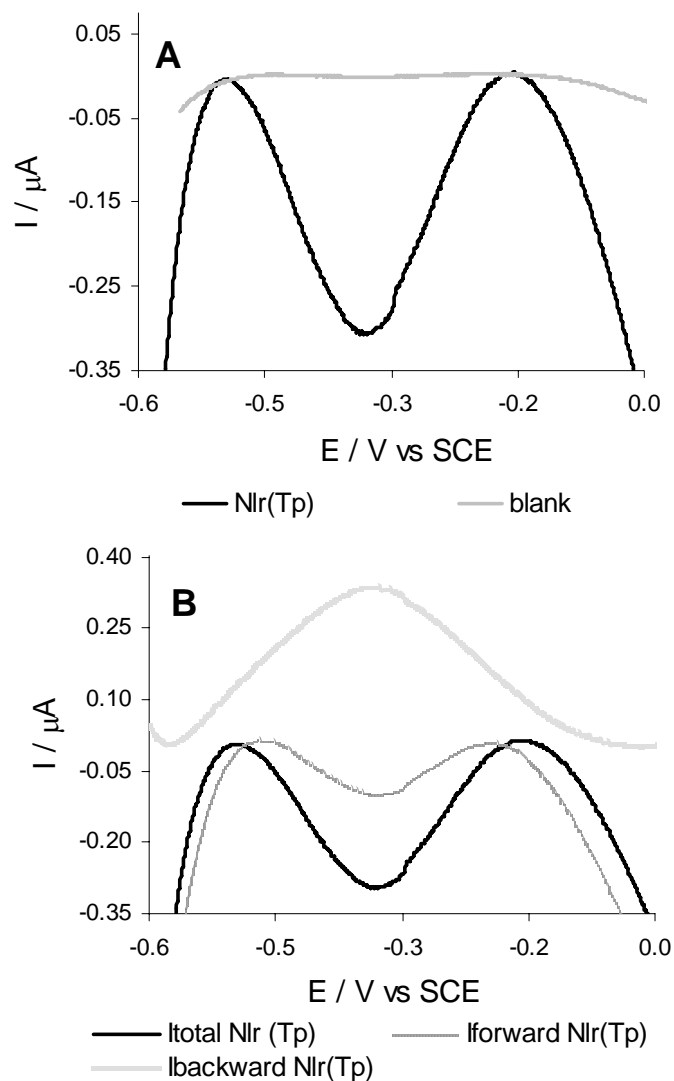 A
0.05
-0.05
-0.15
-0.25
-0.35
I / µA
-0.6 -0.5 -0.3 -0.2 0.0
E / V vs SCE
NIr(Tp) blank
B
0.40
0.25
0.10
-0.05
-0.20
-0.35
I / µA
-0.6 -0.5 -0.3 -0.2 0.0
E / V vs SCE
Itotal NIr (Tp) Iforward NIr(Tp)
Ibackward NIr(Tp)